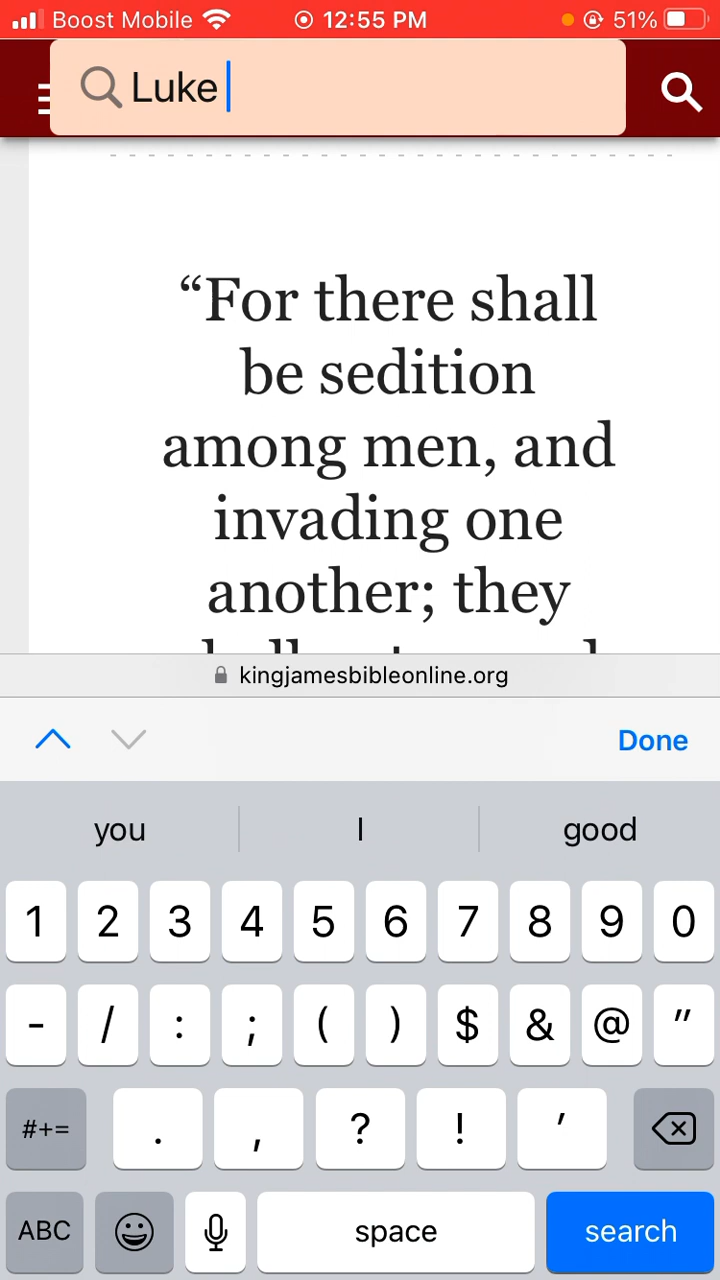 Boost Mobile 12:55 PM 51%
Luke
“For there shall
be sedition
among men, and
invading one
another; they
kingjamesbibleonline.org
Done
you I good
1 2 3 4 5 6 7 8 9 0
- / : ; ( ) $ & @ "
#+= . , ? ! '
ABC space search